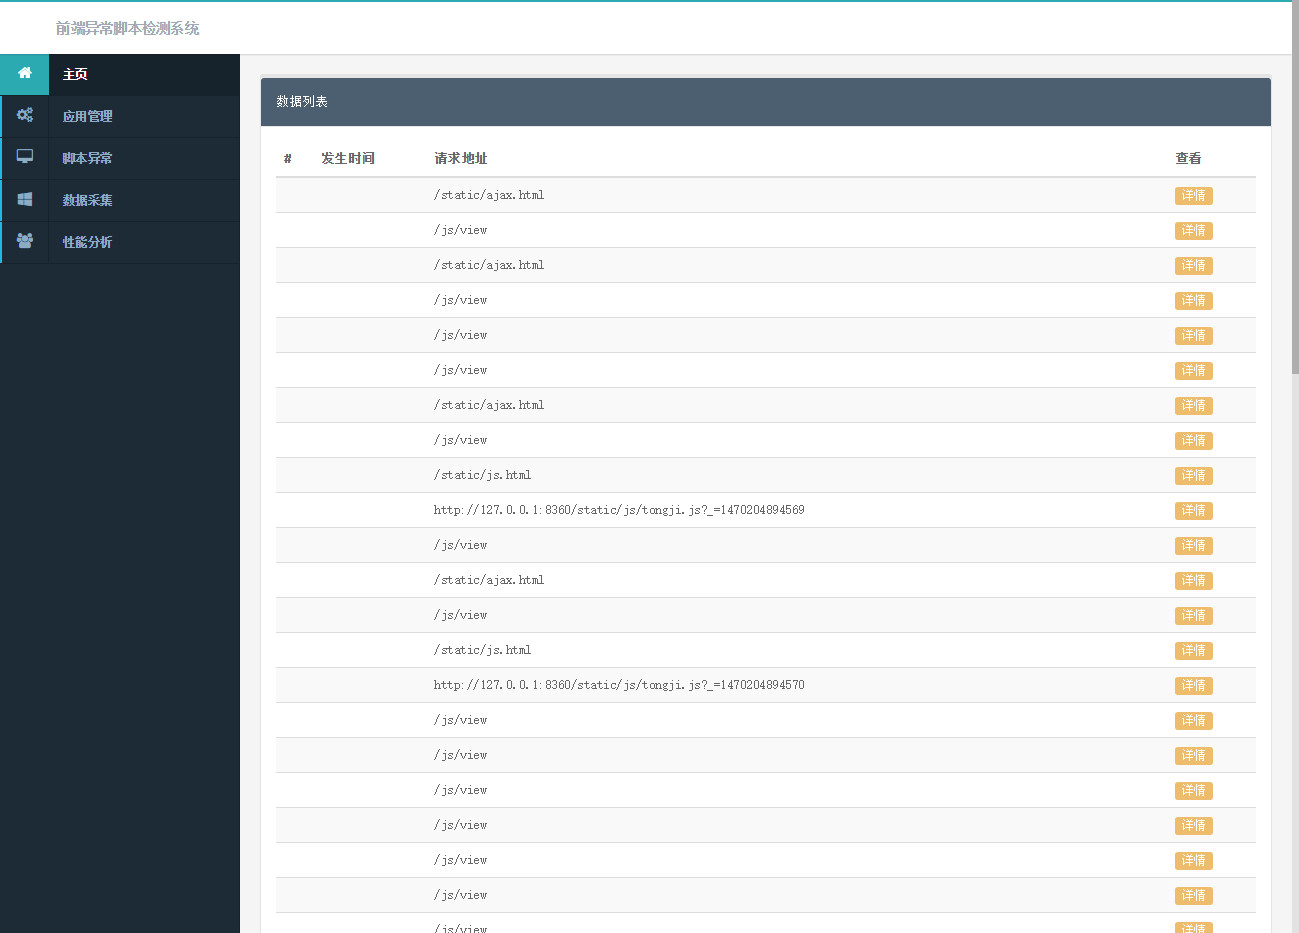 前端异常脚本检测系统
主页
应用管理
脚本异常
数据采集
性能分析
数据列表
# 发生时间 请求地址 查看
/static/ajax.html 详情
/js/view 详情
/static/ajax.html 详情
/js/view 详情
/js/view 详情
/js/view 详情
/static/ajax.html 详情
/js/view 详情
/static/js.html 详情
http://127.0.0.1:8360/static/js/tongji.js?_=1470204894569 详情
/js/view 详情
/static/ajax.html 详情
/js/view 详情
/static/js.html 详情
http://127.0.0.1:8360/static/js/tongji.js?_=1470204894570 详情
/js/view 详情
/js/view 详情
/js/view 详情
/js/view 详情
/js/view 详情
/js/view 详情
/js/view 详情